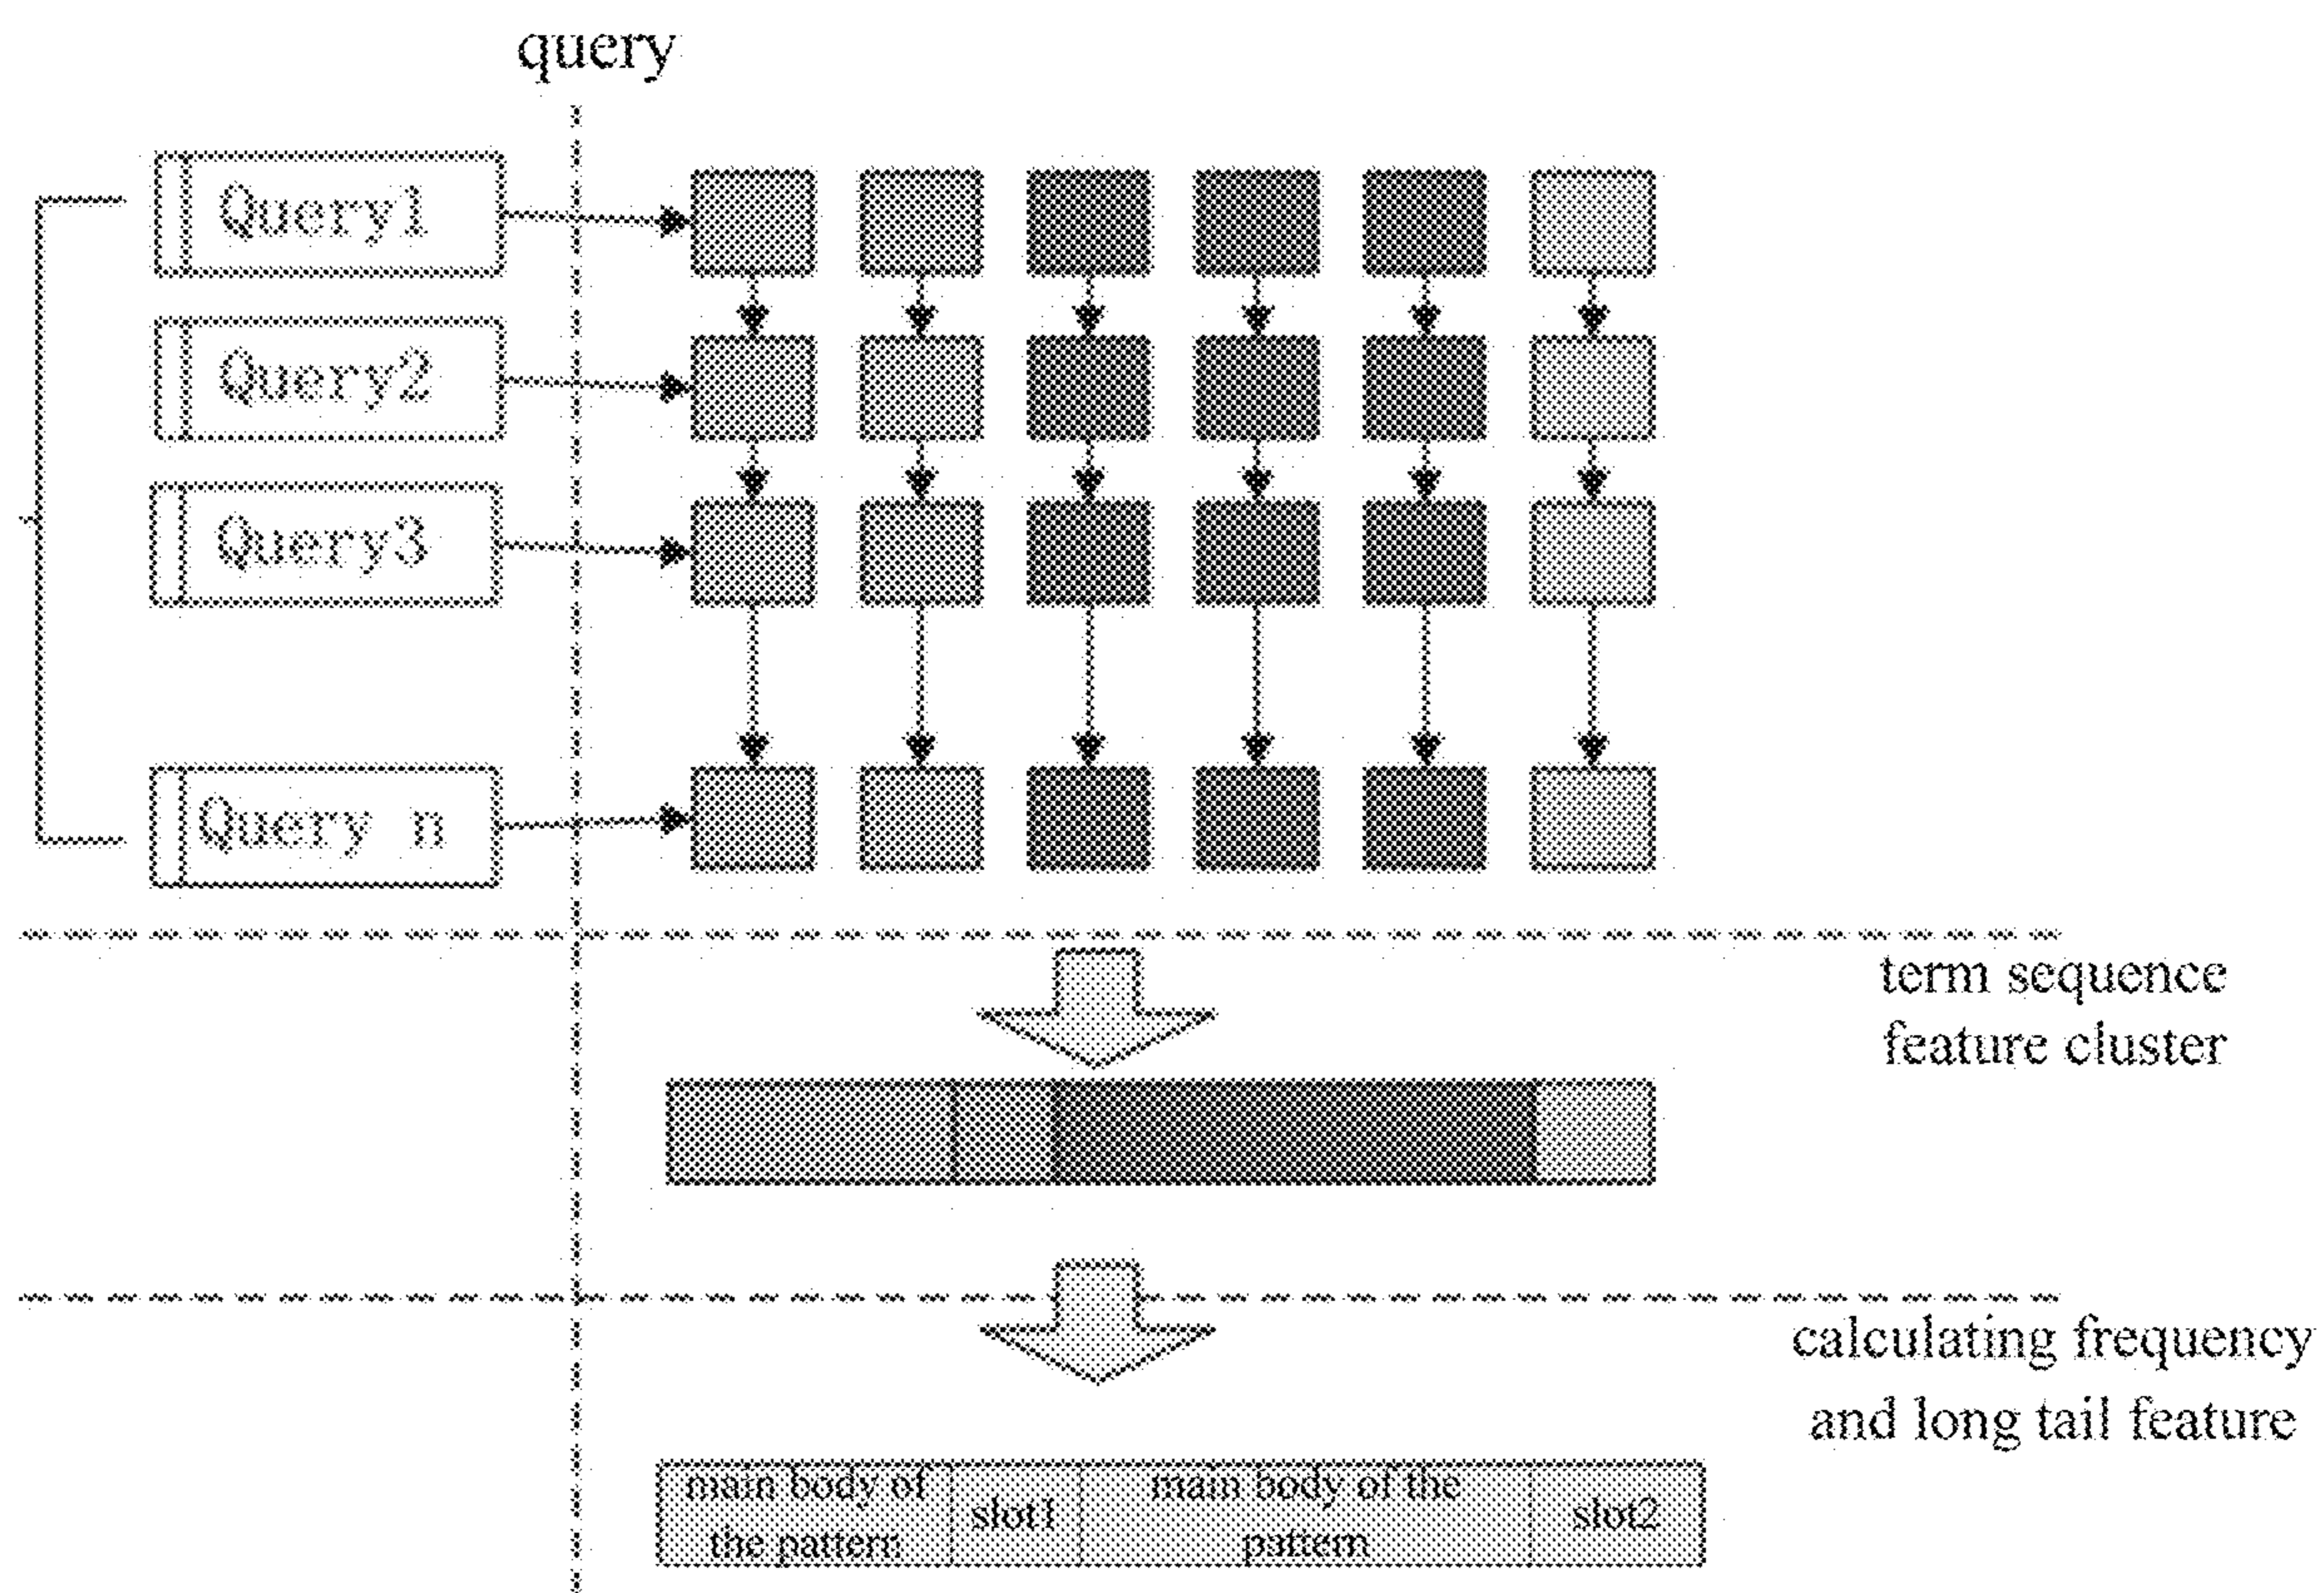 query
Query1
Query2
Query3
Query n
term sequence
feature cluster
calculating frequency
and long tail feature
main body of
the pattern
slot1
main body of the
pattern
slot2